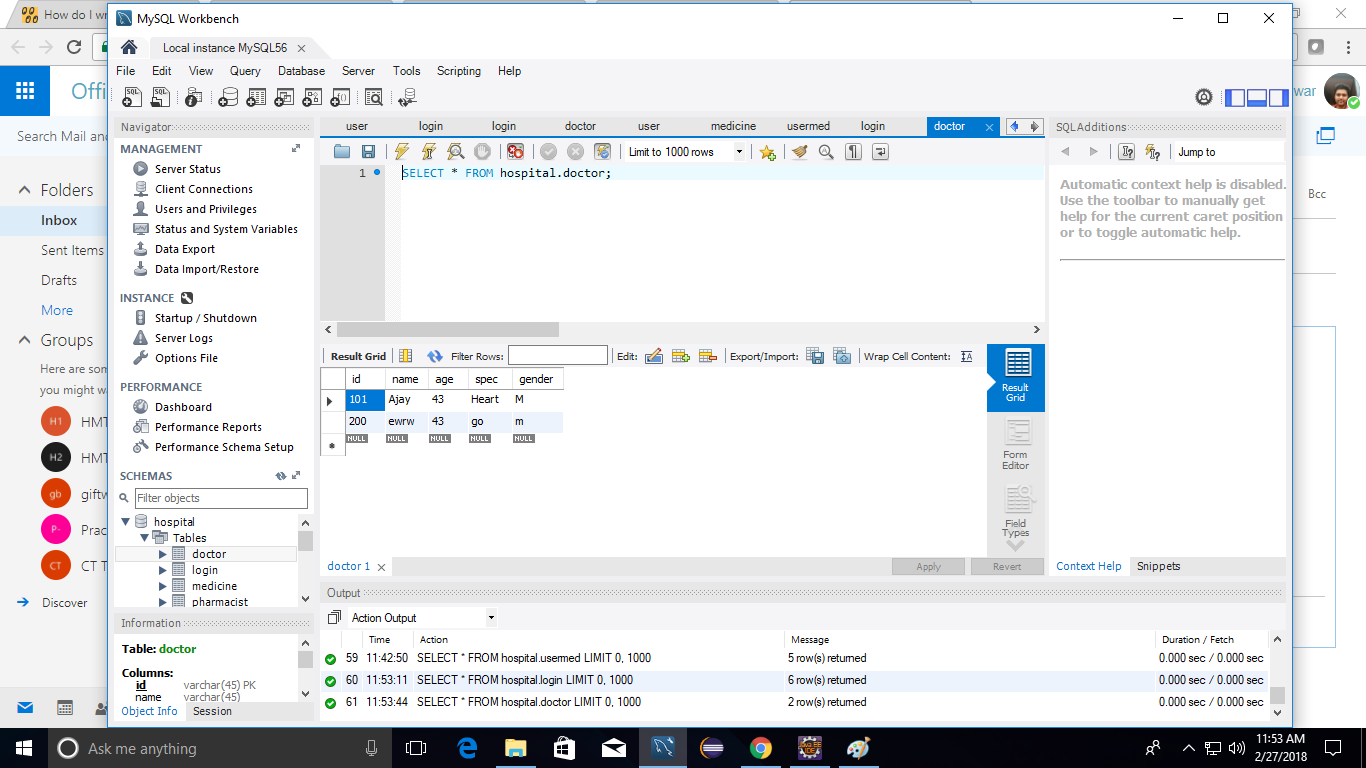 How do I wr
MySQL Workbench
Local instance MySQL56
File Edit View Query Database Server Tools Scripting Help
Offi
war
Search Mail and
Folders
Inbox
Sent Items
Drafts
More
Groups
Here are som
you might wa
H1 HMT
H2 HMT
gb giftw
P- Prac
CT CT T
Discover
Bcc
Navigator
MANAGEMENT
Server Status
Client Connections
Users and Privileges
Status and System Variables
Data Export
Data Import/Restore
INSTANCE
Startup / Shutdown
Server Logs
Options File
PERFORMANCE
Dashboard
Performance Reports
Performance Schema Setup
SCHEMAS
Filter objects
hospital
Tables
doctor
login
medicine
pharmacist
Information
Table: doctor
Columns:
id varchar(45) PK
name varchar(45)
Object Info Session
user login login doctor user medicine usermed login doctor
Limit to 1000 rows
1 SELECT * FROM hospital.doctor;
Result Grid Filter Rows: Edit: Export/Import: Wrap Cell Content:
id name age spec gender
101 Ajay 43 Heart M
200 ewrw 43 go m
NULL NULL NULL NULL NULL
Result
Grid
Form
Editor
Field
Types
doctor 1
Apply Revert
SQLAdditions
Jump to
Automatic context help is disabled.
Use the toolbar to manually get
help for the current caret position
or to toggle automatic help.
Context Help Snippets
Output
Action Output
Time Action Message Duration / Fetch
59 11:42:50 SELECT * FROM hospital.usermed LIMIT 0, 1000 5 row(s) returned 0.000 sec / 0.000 sec
60 11:53:11 SELECT * FROM hospital.login LIMIT 0, 1000 6 row(s) returned 0.000 sec / 0.000 sec
61 11:53:44 SELECT * FROM hospital.doctor LIMIT 0, 1000 2 row(s) returned 0.000 sec / 0.000 sec
Ask me anything
11:53 AM
2/27/2018